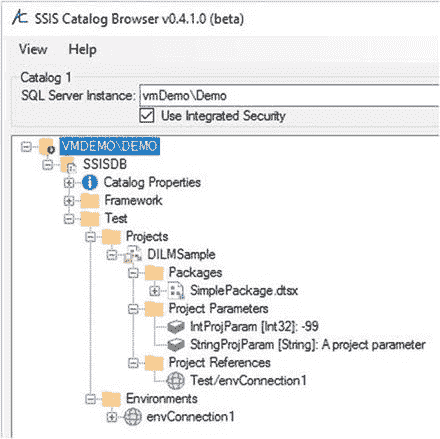 SSIS Catalog Browser v0.4.1.0 (beta)
View Help
Catalog 1
SQL Server Instance: vmDemo\Demo
Use Integrated Security
VMDEMO\DEMO
SSISDB
Catalog Properties
Framework
Test
Projects
DILMSample
Packages
SimplePackage.dtsx
Project Parameters
IntProjParam [Int32]: -99
StringProjParam [String]: A project parameter
Project References
Test/envConnection1
Environments
envConnection1